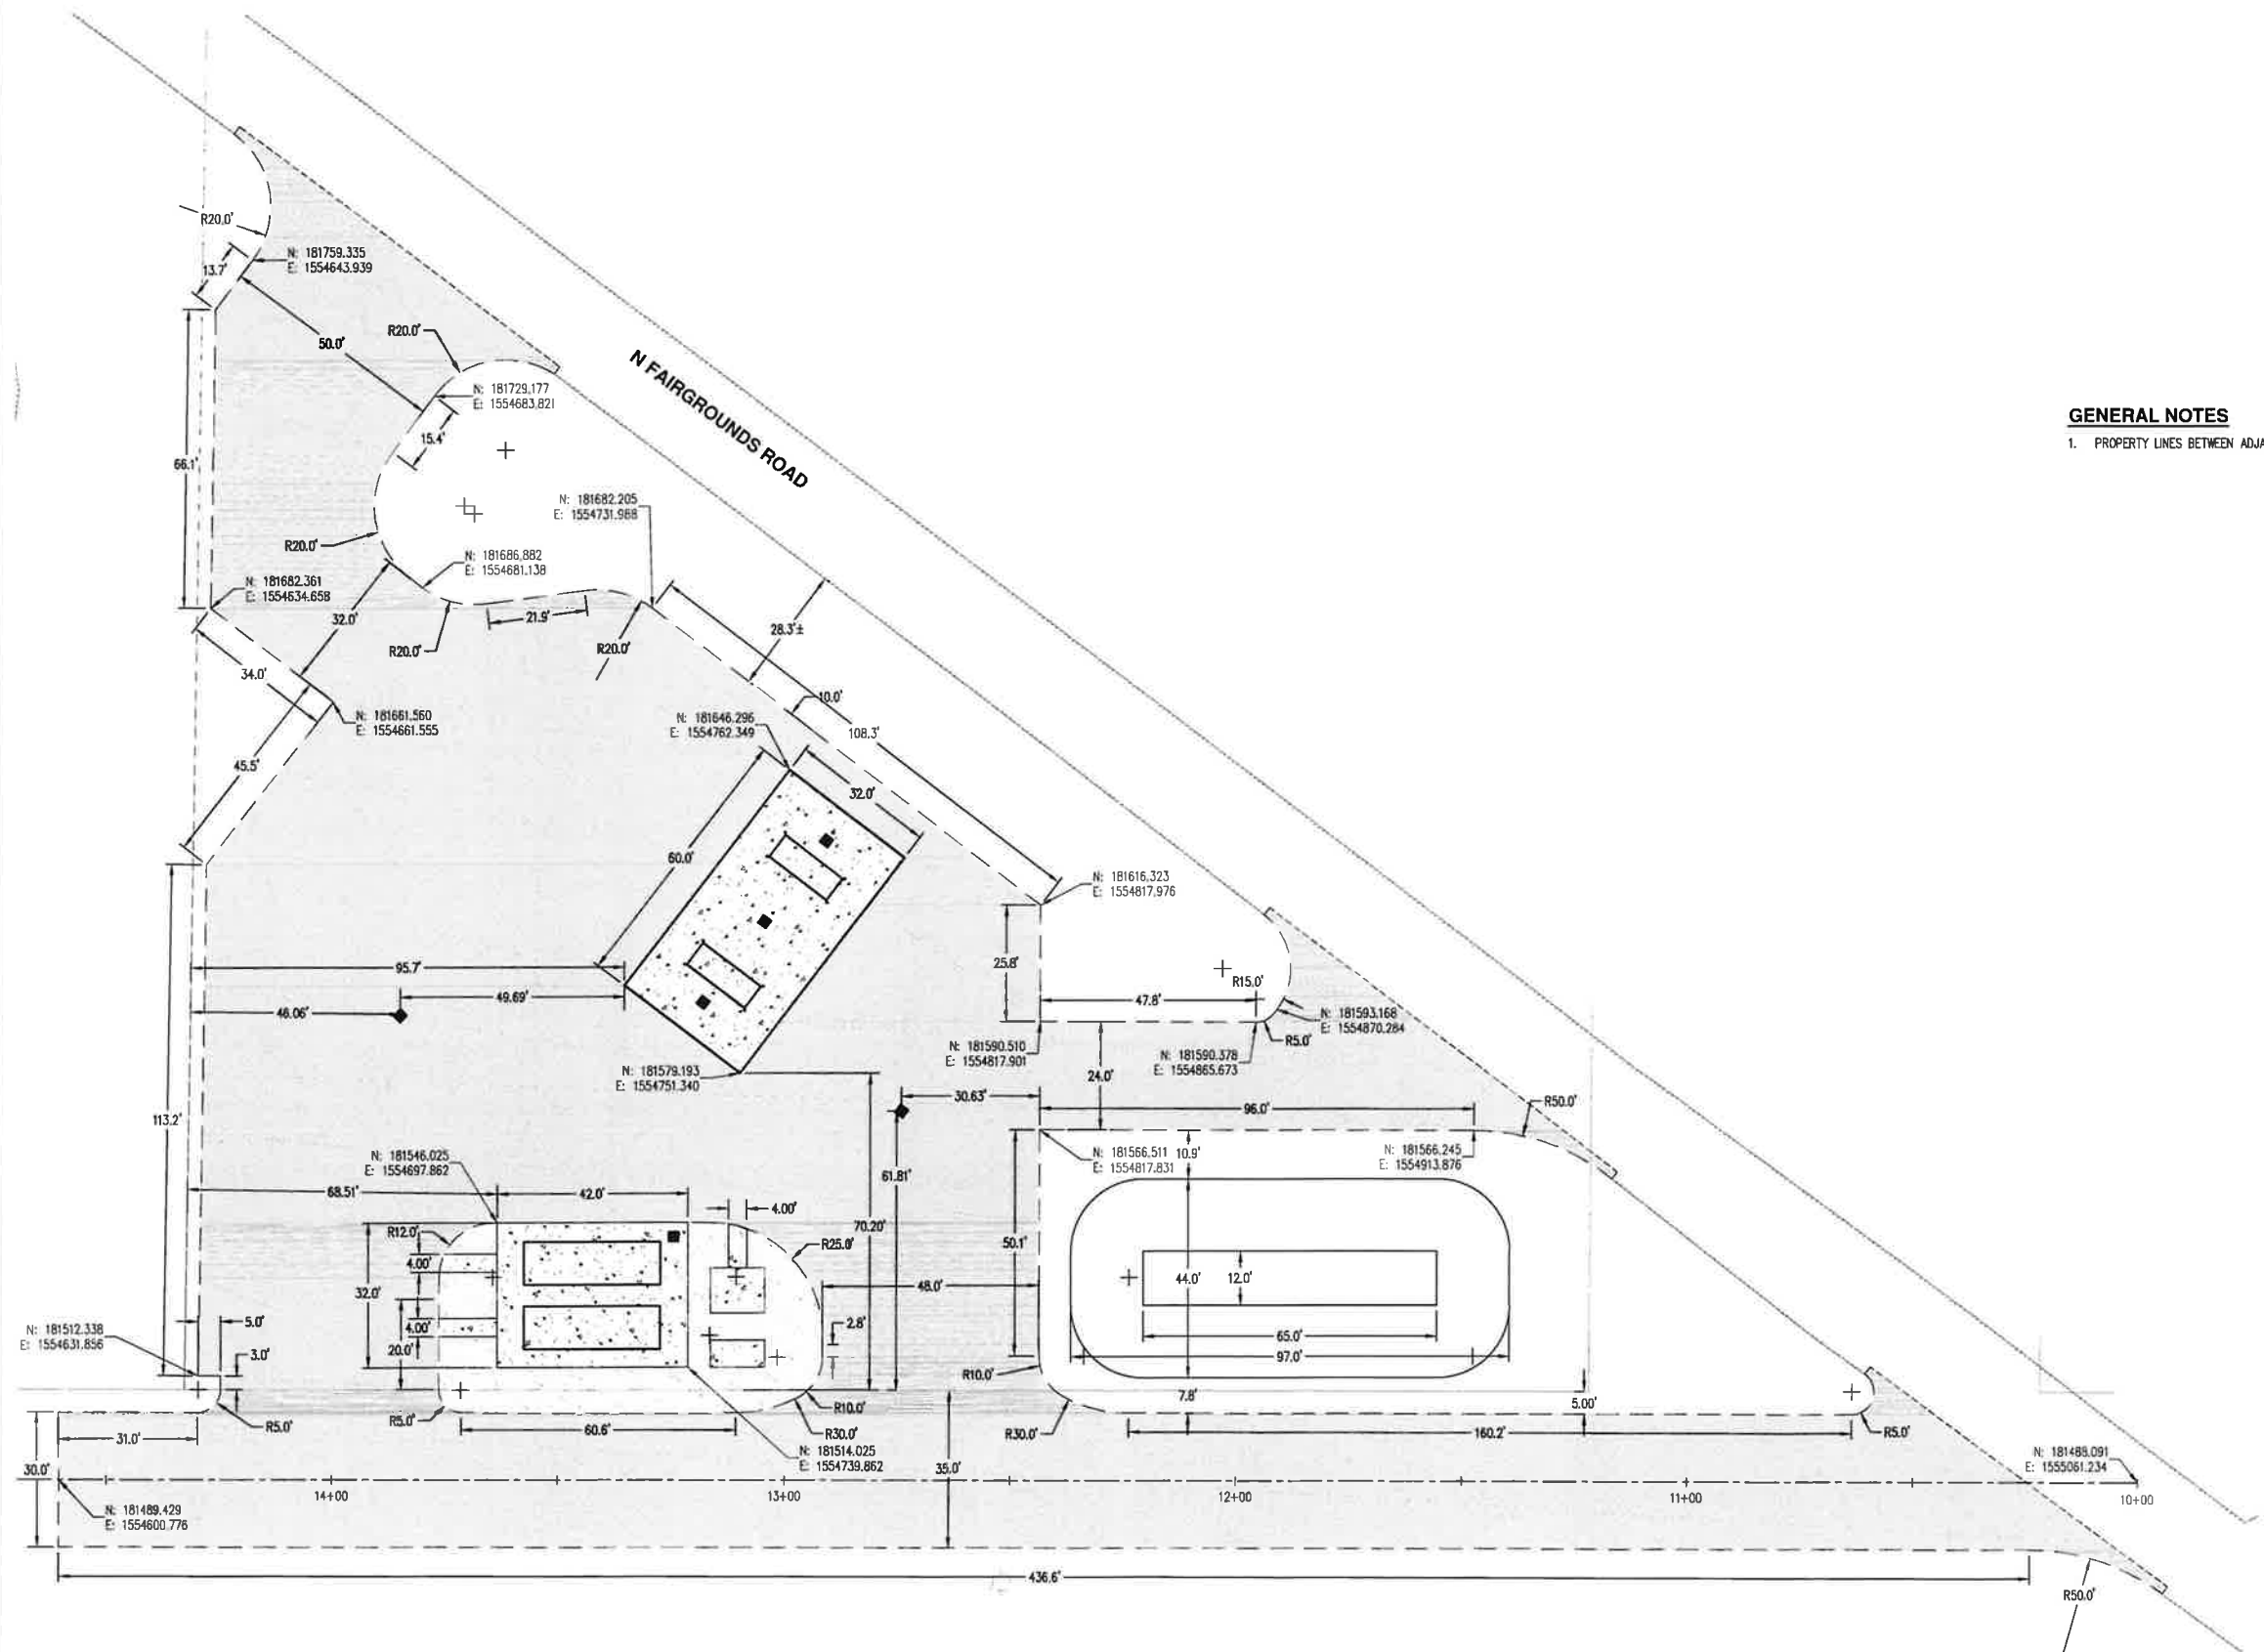 R20.0'
N: 181759.335
E: 1554643.939
13.7'
50.0'
R20.0'
N FAIRGROUNDS ROAD
N: 181729.177
E: 1554683.821
GENERAL NOTES
1. PROPERTY LINES BETWEEN ADJA
15.4'
66.1'
N: 181682.205
E: 1554731.988
R20.0'
N: 181686.882
E: 1554681.138
N: 181682.361
E: 1554634.658
32.0'
21.9'
28.3'±
R20.0'
R20.0'
34.0'
10.0'
N: 181661.560
E: 1554661.555
N: 181646.296
E: 1554762.349
108.3'
45.5'
32.0'
60.0'
N: 181616.323
E: 1554817.976
95.7'
25.8'
R15.0'
49.69'
47.8'
46.06'
N: 181593.168
E: 1554870.284
R5.0'
N: 181590.510
E: 1554817.901
N: 181590.378
E: 1554865.673
N: 181579.193
E: 1554751.340
24.0'
30.63'
96.0'
R50.0'
113.2'
N: 181546.025
E: 1554697.862
N: 181566.511
E: 1554817.831
10.9'
N: 181566.245
E: 1554913.876
61.81'
68.51'
42.0'
4.00'
70.20'
R12.0'
R25.0'
50.1'
4.00'
48.0'
44.0'
12.0'
32.0'
4.00'
2.8'
5.0'
N: 181512.338
E: 1554631.856
20.0'
65.0'
3.0'
97.0'
R10.0'
7.8'
5.00'
R10.0'
R5.0'
R5.0'
R30.0'
R30.0'
60.6'
31.0'
160.2'
R5.0'
N: 181514.025
E: 1554739.862
30.0'
35.0'
N: 181488.091
E: 1555061.234
14+00
13+00
12+00
11+00
10+00
N: 181489.429
E: 1554600.776
436.6'
R50.0'